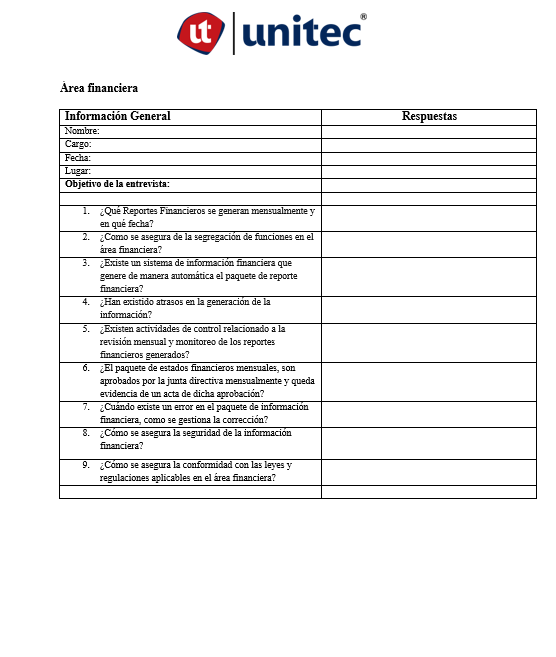 ut unitec®
Área financiera
Información General Respuestas
Nombre:
Cargo:
Fecha:
Lugar:
Objetivo de la entrevista:
1. ¿Qué Reportes Financieros se generan mensualmente y
en qué fecha?
2. ¿Como se asegura de la segregación de funciones en el
área financiera?
3. ¿Existe un sistema de información financiera que
genere de manera automática el paquete de reporte
financiera?
4. ¿Han existido atrasos en la generación de la
información?
5. ¿Existen actividades de control relacionado a la
revisión mensual y monitoreo de los reportes
financieros generados?
6. ¿El paquete de estados financieros mensuales, son
aprobados por la junta directiva mensualmente y queda
evidencia de un acta de dicha aprobación?
7. ¿Cuándo existe un error en el paquete de información
financiera, como se gestiona la corrección?
8. ¿Cómo se asegura la seguridad de la información
financiera?
9. ¿Cómo se asegura la conformidad con las leyes y
regulaciones aplicables en el área financiera?